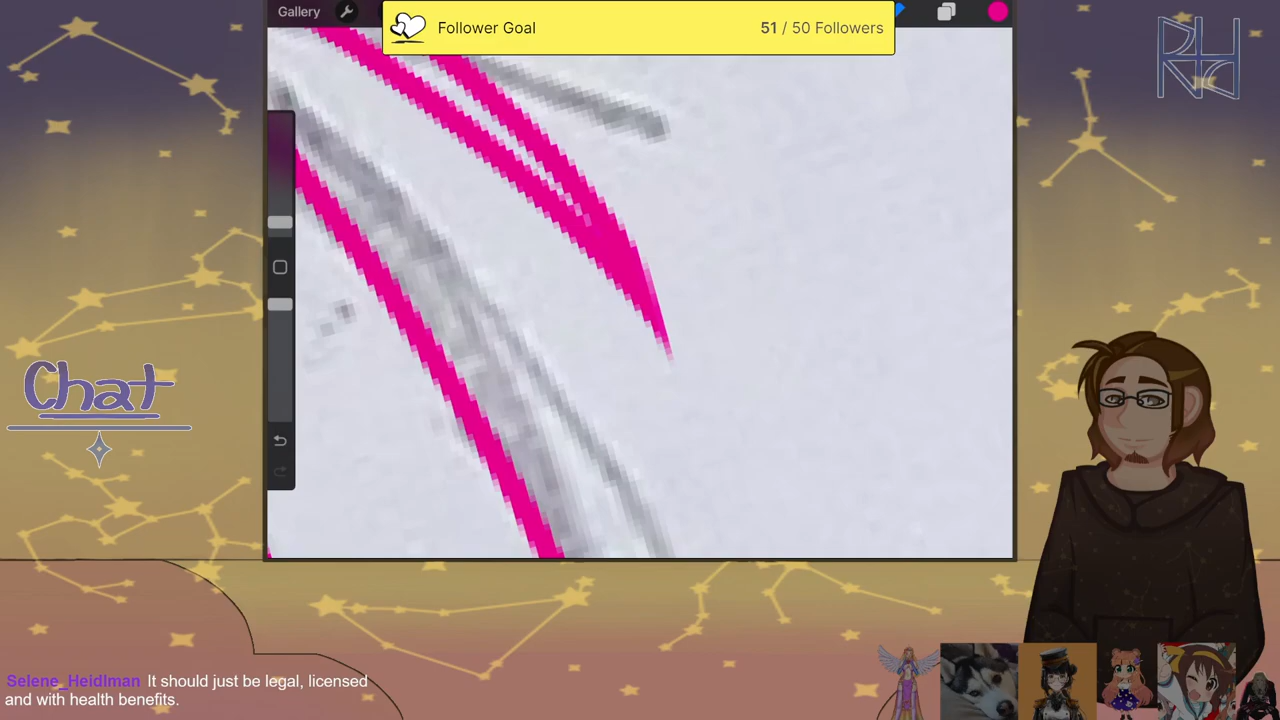 Gallery
Follower Goal
51 / 50 Followers
Chat
Selene_Heidlman It should just be legal, licensed
and with health benefits.